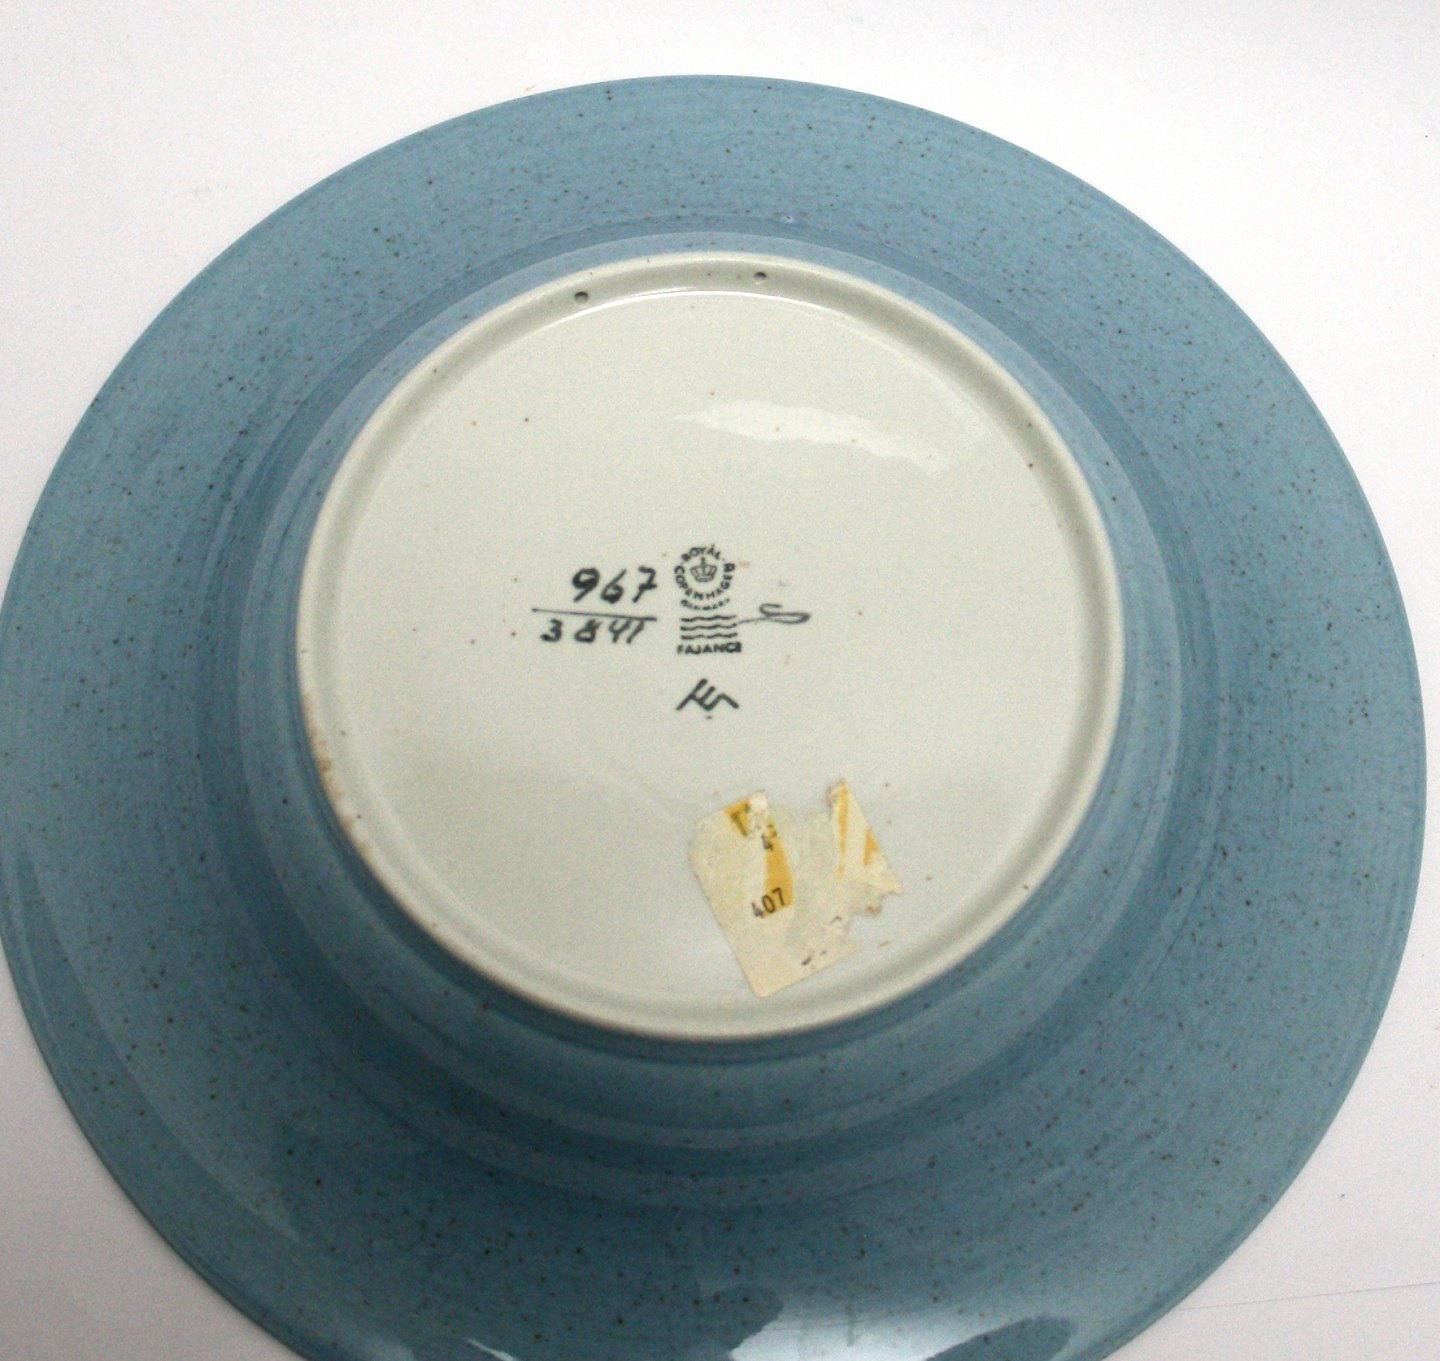 967
3841
ROYAL COPENHAGEN
DENMARK
FAJANCE
407